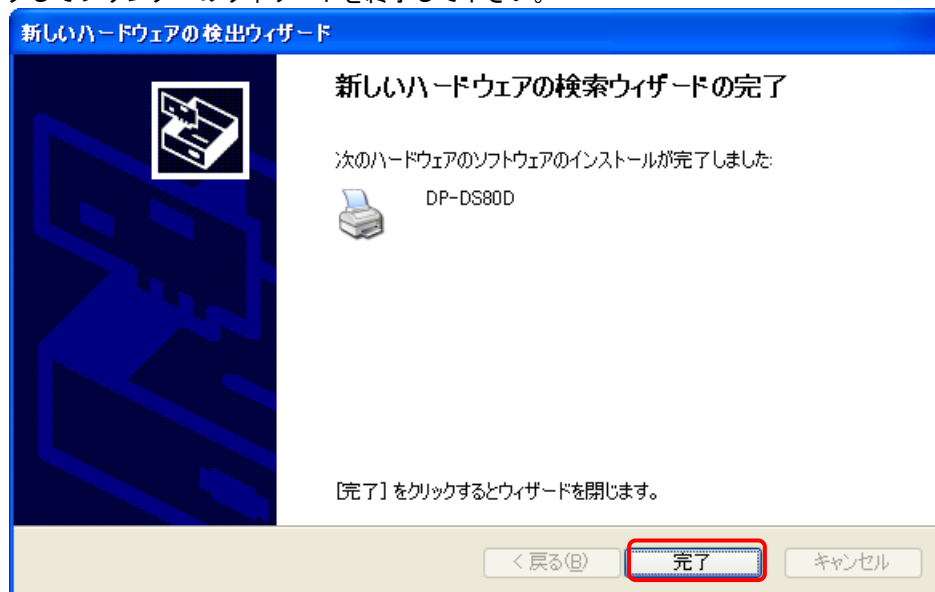 新しいハードウェアの検出ウィザード
新しいハードウェアの検索ウィザードの完了
次のハードウェアのソフトウェアのインストールが完了しました:
DP-DS80D
[完了] をクリックするとウィザードを閉じます。
< 戻る(B) 完了 キャンセル